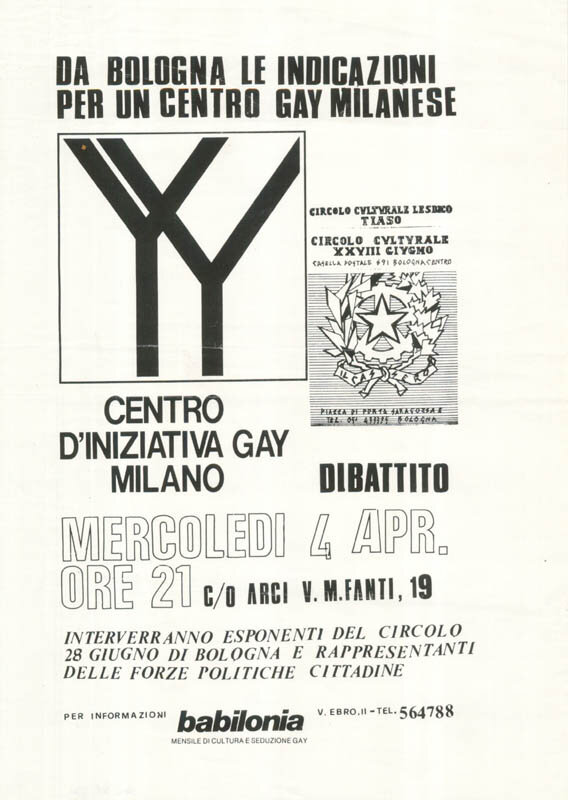 DA BOLOGNA LE INDICAZIONI
PER UN CENTRO GAY MILANESE
CIRCOLO CVLTVRALE LESBICO
TIASO
CIRCOLO CVLTVRALE
XXVIII GIVGNO
CASELLA POSTALE 691 BOLOGNA CENTRO
IL CASSERO
PIAZZA DI PORTA SARAGOZZA 2
BOLOGNA
CENTRO
D'INIZIATIVA GAY
MILANO
DIBATTITO
MERCOLEDI 4 APR.
ORE 21 C/O ARCI V. M.FANTI, 19
INTERVERRANNO ESPONENTI DEL CIRCOLO
28 GIUGNO DI BOLOGNA E RAPPRESENTANTI
DELLE FORZE POLITICHE CITTADINE
PER INFORMAZIONI babilonia V. EBRO,11-TEL. 564788
MENSILE DI CULTURA E SEDUZIONE GAY